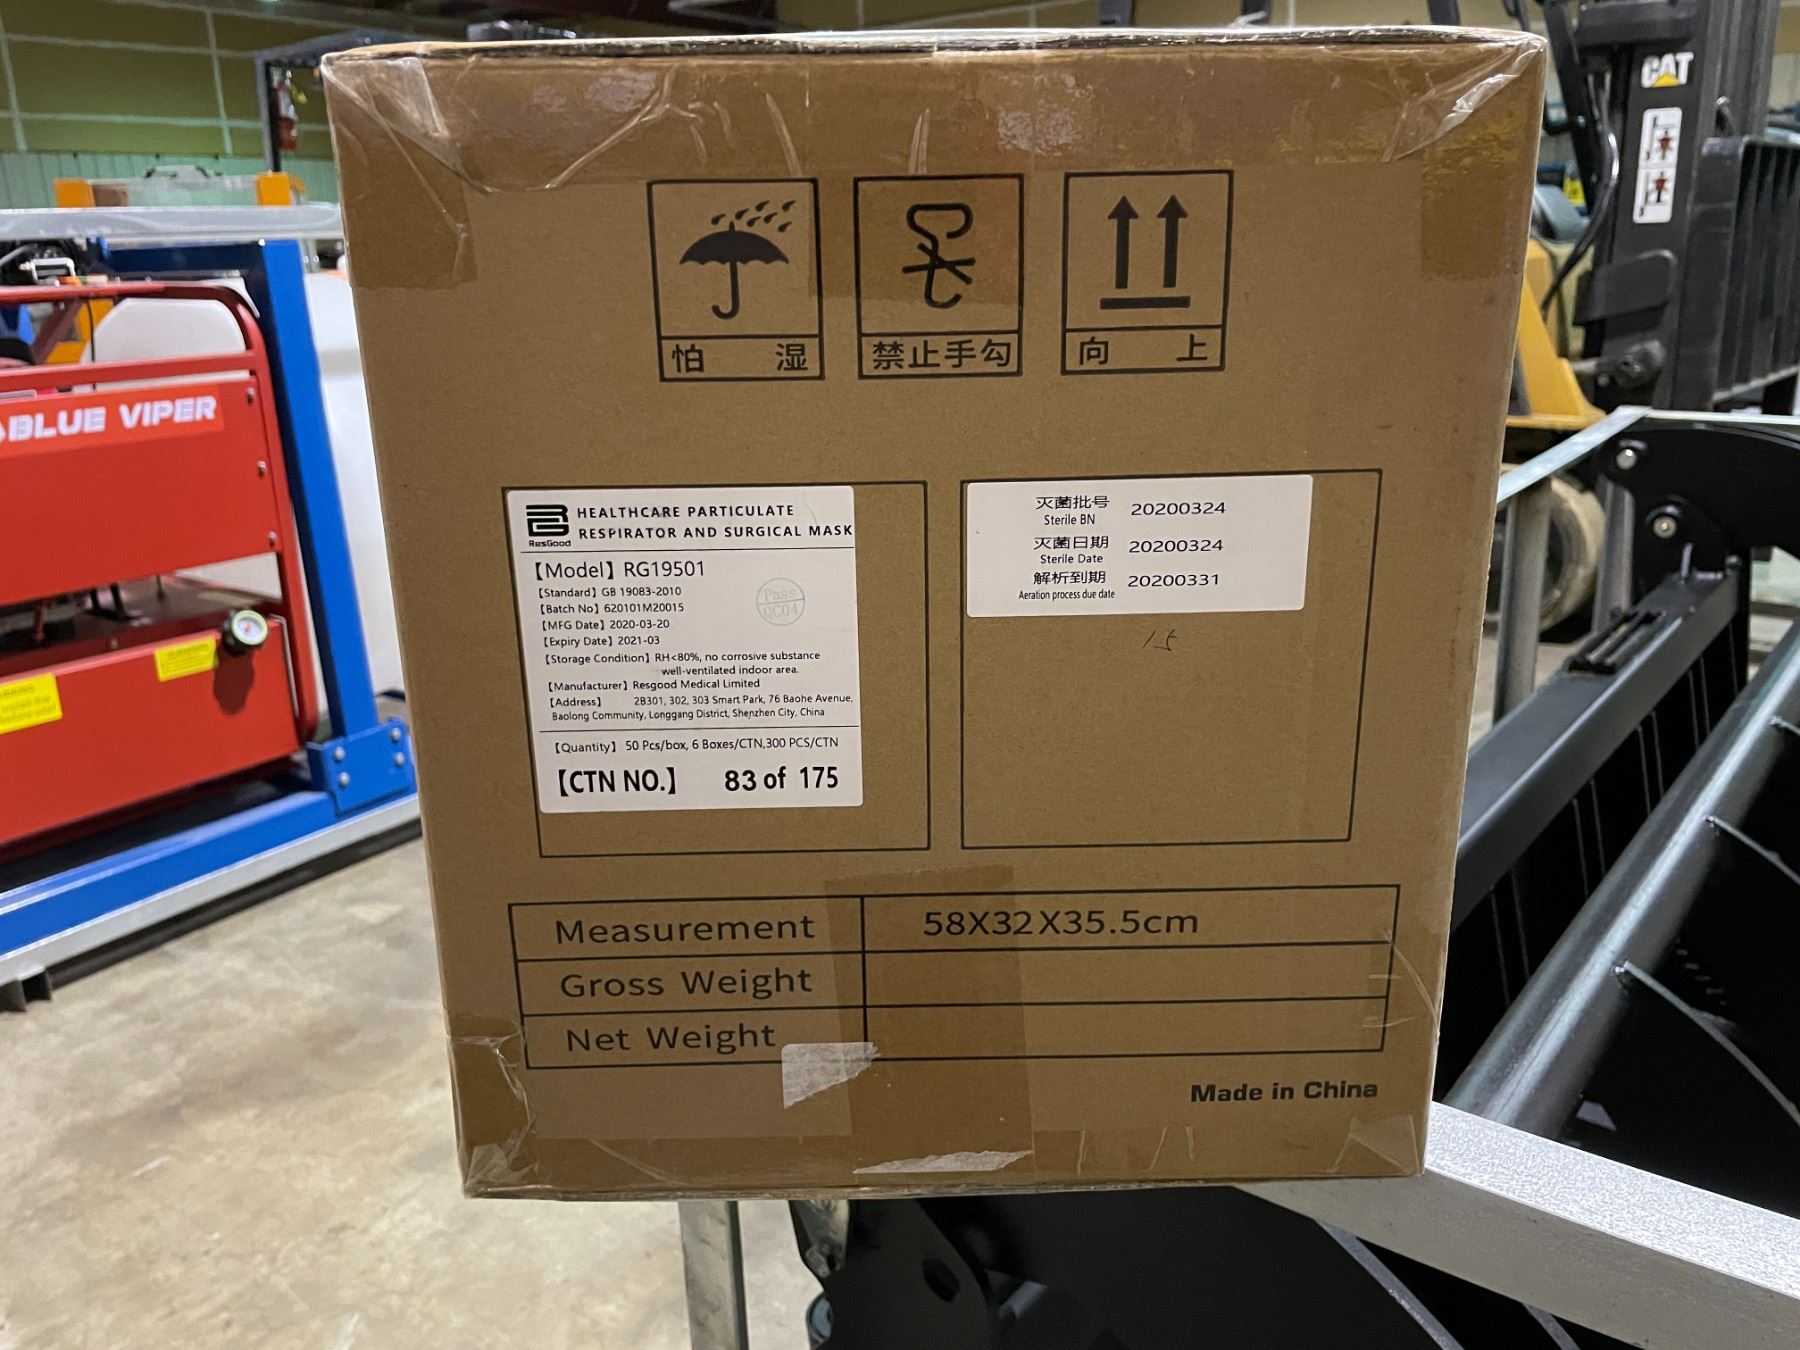 CAT
怕 湿
禁止手勾
向 上
BLUE VIPER
ResGood
HEALTHCARE PARTICULATE
RESPIRATOR AND SURGICAL MASK
【Model】 RG19501
【Standard】 GB 19083-2010
【Batch No】 620101M20015
【MFG Date】 2020-03-20
【Expiry Date】 2021-03
Pass
QC04
【Storage Condition】 RH<80%, no corrosive substance
well-ventilated indoor area.
【Manufacturer】 Resgood Medical Limited
【Address】 2B301, 302, 303 Smart Park, 76 Baohe Avenue,
Baolong Community, Longgang District, Shenzhen City, China
【Quantity】 50 Pcs/box, 6 Boxes/CTN,300 PCS/CTN
【CTN NO.】 83 of 175
灭菌批号 20200324
Sterile BN
灭菌日期 20200324
Sterile Date
解析到期 20200331
Aeration process due date
15
Measurement 58X32X35.5cm
Gross Weight
Net Weight
Made in China